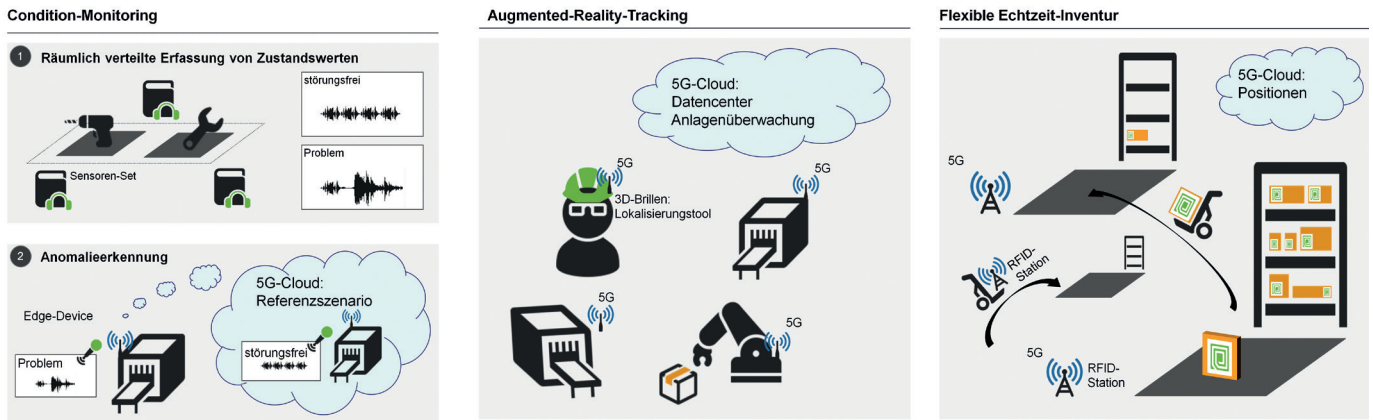 Condition-Monitoring
1 Räumlich verteilte Erfassung von Zustandswerten
störungsfrei
Problem
Sensoren-Set
2 Anomalieerkennung
5G-Cloud:
Referenzszenario
Edge-Device
Problem
störungsfrei
Augmented-Reality-Tracking
5G-Cloud:
Datencenter
Anlagenüberwachung
5G
5G
3D-Brillen:
Lokalisierungstool
5G
5G
Flexible Echtzeit-Inventur
5G-Cloud:
Positionen
5G
RFID-
Station
5G
RFID-
Station